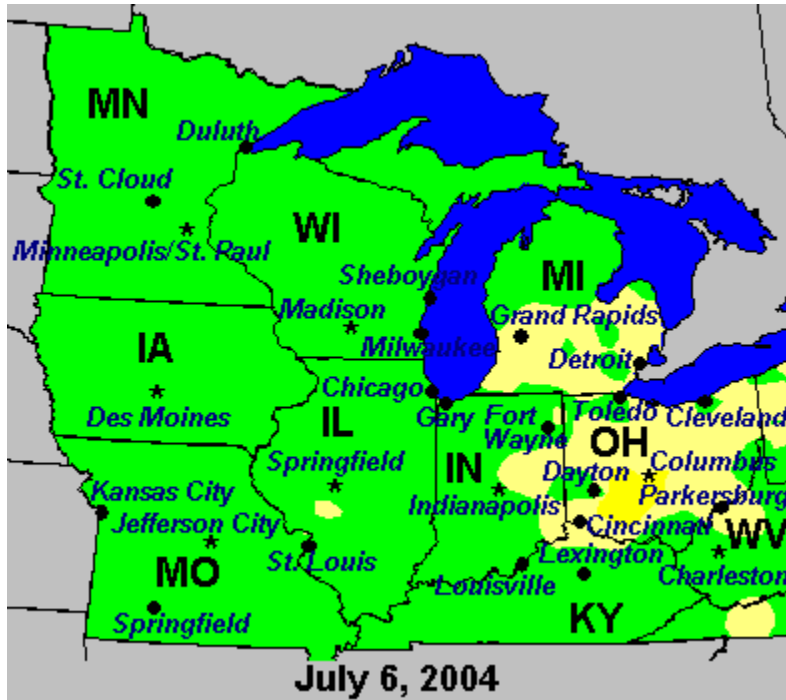 MN
Duluth
St. Cloud
WI
Minneapolis/St. Paul
Sheboygan
MI
Madison
Grand Rapids
IA
Milwaukee
Detroit
Chicago
Des Moines
Gary
Fort
Wayne
Toledo
Cleveland
IL
OH
Springfield
IN
Dayton
Columbus
Kansas City
Indianapolis
Parkersburg
Jefferson City
Cincinnati
WV
St. Louis
Lexington
MO
Louisville
Charleston
Springfield
KY
July 6, 2004